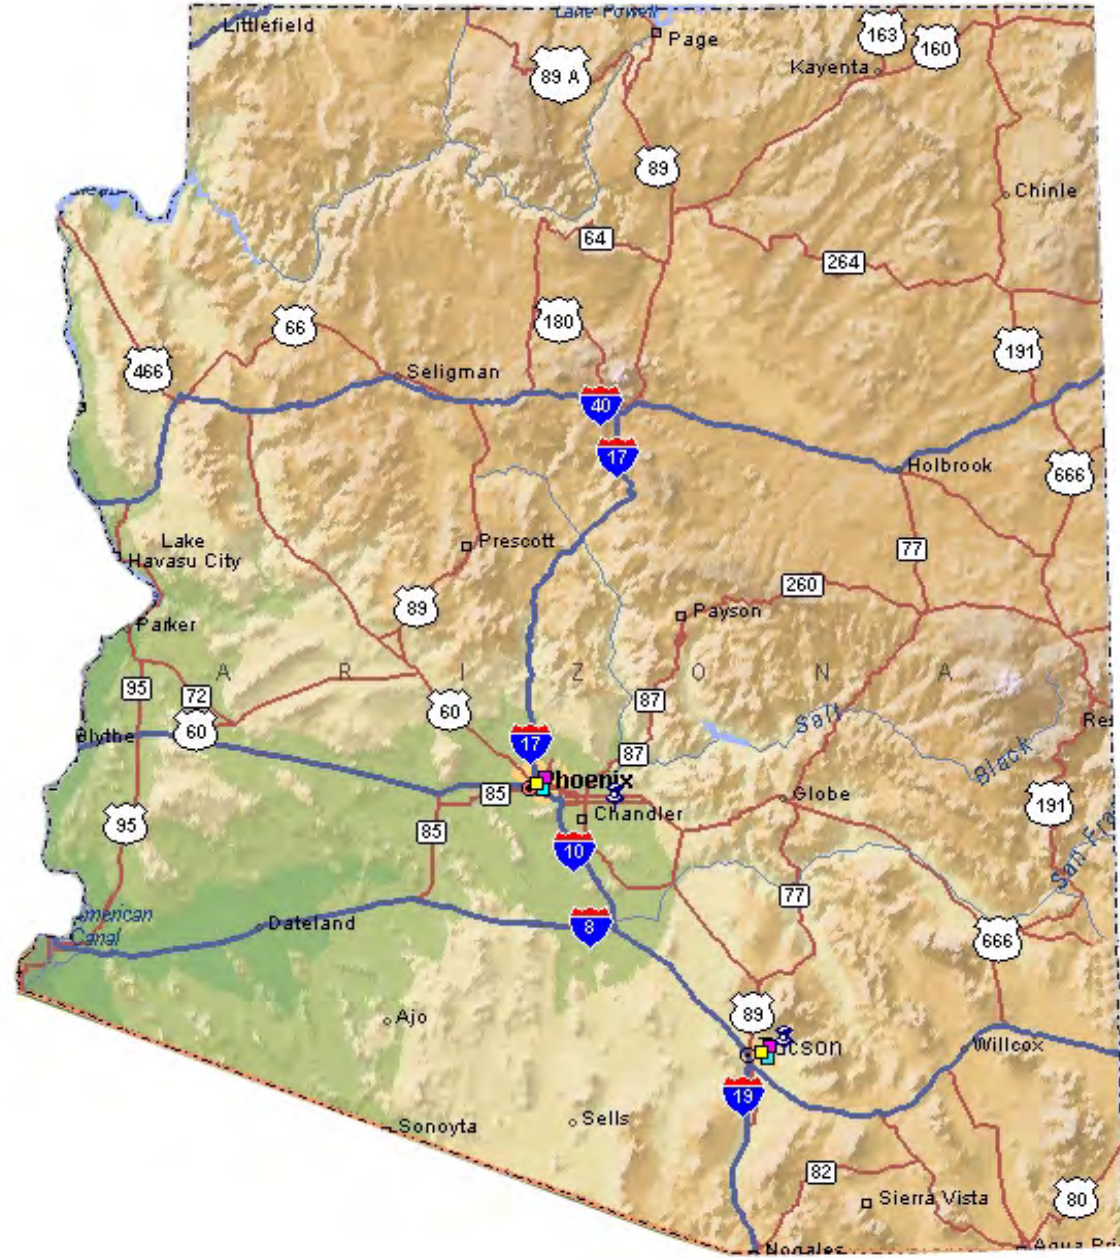 Lake Powell
Littlefield
Page
163
160
89 A
Kayenta
89
Chinle
64
264
180
66
191
466
Seligman
40
17
Holbrook
666
Lake
Havasu City
Prescott
77
260
89
Payson
Parker
A R I Z O N A
95
72
87
60
60
Salt
Blythe
17
87
Black
Phoenix
85
Globe
191
95
85
Chandler
10
77
American
Canal
Dateland
8
666
Ajo
89
Tucson
Willcox
19
Sonoyta
Sells
82
Sierra Vista
80
Nogales